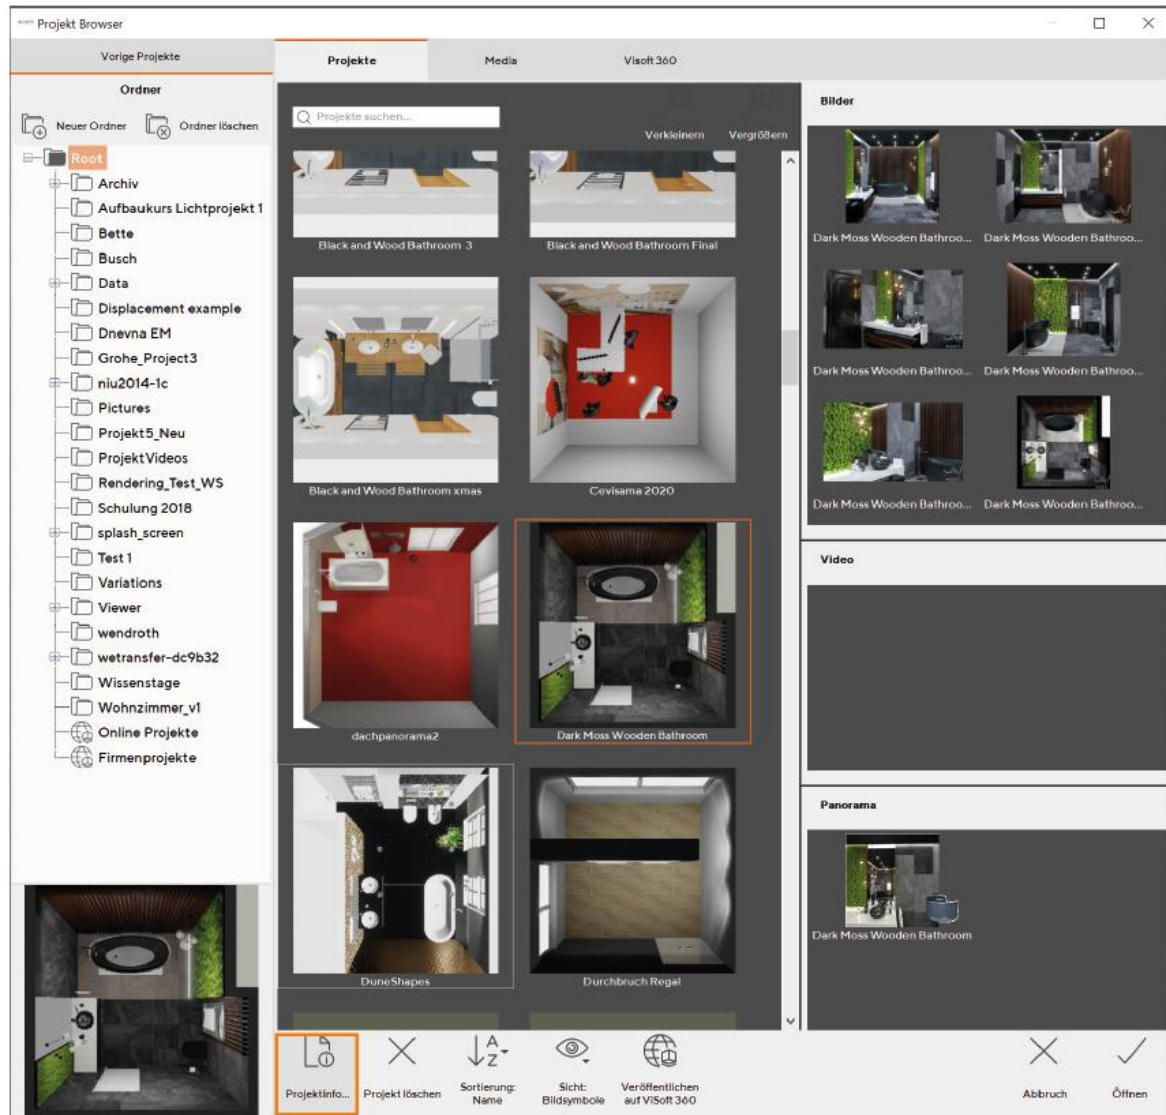 Projekt Browser
Vorige Projekte
Projekte
Media
Visoft 360
Ordner
Neuer Ordner
Ordner löschen
Root
Archiv
Aufbaukurs Lichtprojekt 1
Bette
Busch
Data
Displacement example
Dnevna EM
Grohe_Project3
niu2014-1c
Pictures
Projekt5_Neu
ProjektVideos
Rendering_Test_WS
Schulung 2018
splash_screen
Test 1
Variations
Viewer
wendroth
wetransfer-dc9b32
Wissenstage
Wohnzimmer_v1
Online Projekte
Firmenprojekte
Projekte suchen...
Verkleinern
Vergrößern
Black and Wood Bathroom 3
Black and Wood Bathroom Final
Black and Wood Bathroom xmas
Cevisama 2020
dachpanorama2
Dark Moss Wooden Bathroom
DuneShapes
Durchbruch Regal
Bilder
Dark Moss Wooden Bathroo...
Dark Moss Wooden Bathroo...
Dark Moss Wooden Bathroo...
Dark Moss Wooden Bathroo...
Dark Moss Wooden Bathroo...
Dark Moss Wooden Bathroo...
Video
Panorama
Dark Moss Wooden Bathroom
Projektinfo...
Projekt löschen
A
Z
Sortierung:
Name
Sicht:
Bildsymbole
Veröffentlichen
auf ViSoft 360
Abbruch
Öffnen